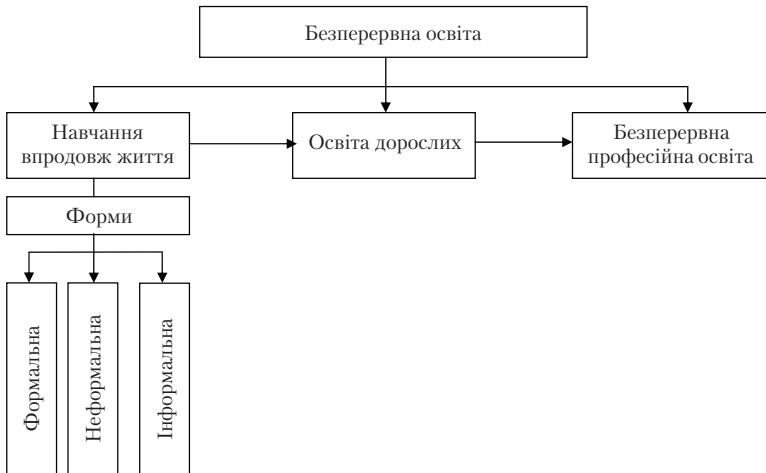 Безперервна освіта
Навчання
впродовж життя
Освіта дорослих
Безперервна
професійна освіта
Форми
Формальна
Неформальна
Інформальна